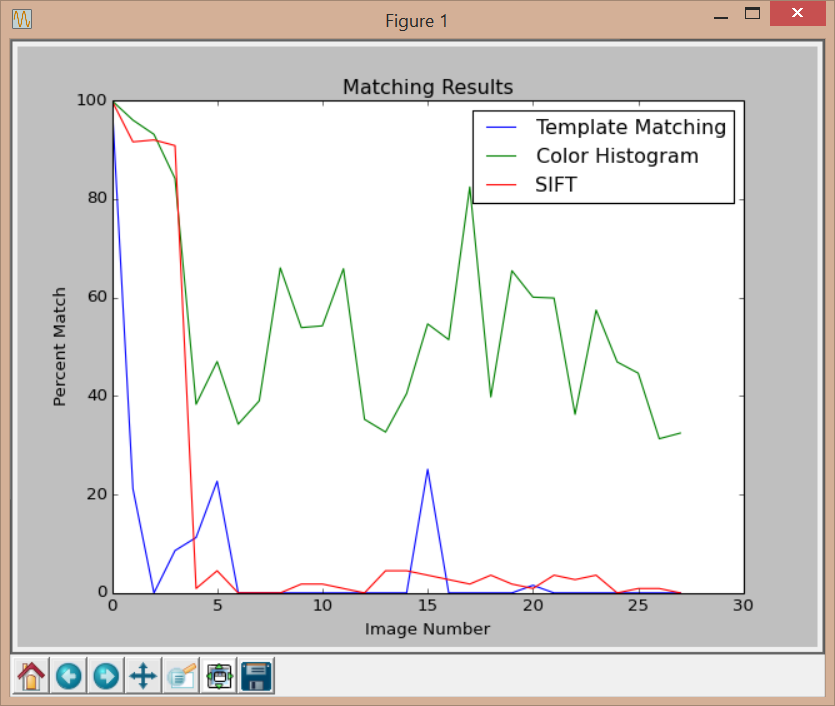 Figure 1
Matching Results
Template Matching
Color Histogram
SIFT
100
80
60
40
20
0
Percent Match
0 5 10 15 20 25 30
Image Number